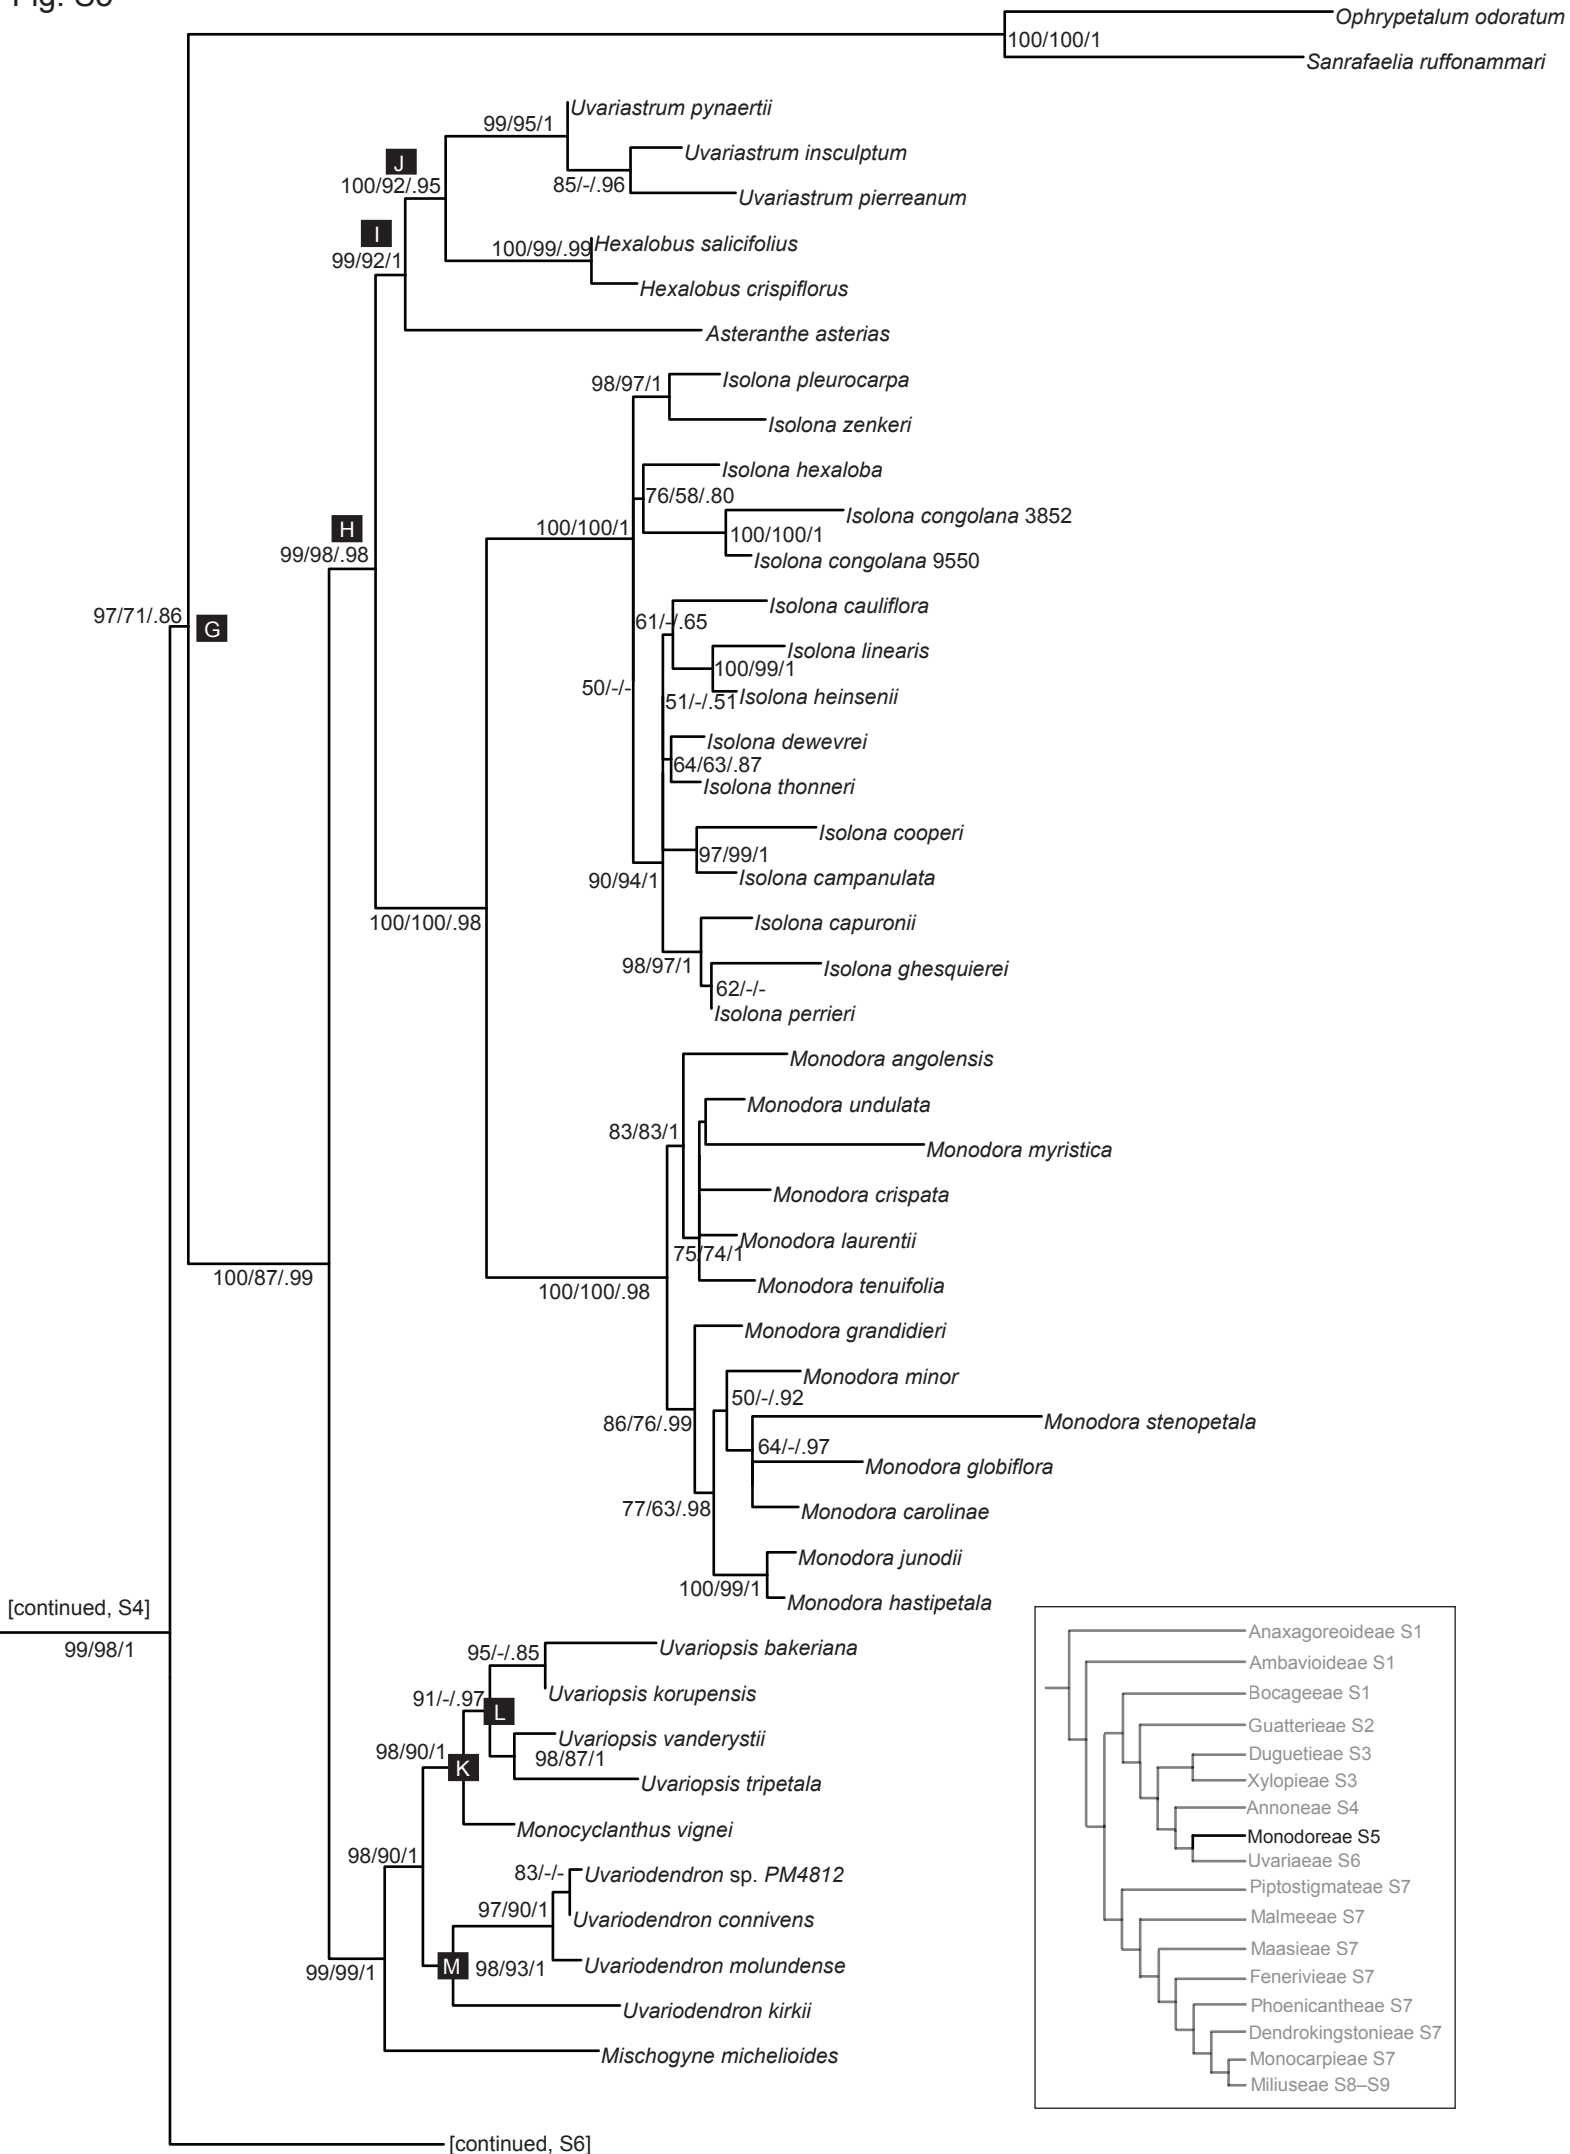 Fig. S5
Ophrypetalum odoratum
100/100/1
Sanrafaelia ruffonammari
Uvariastrum pynaertii
99/95/1
Uvariastrum insculptum
J
100/92/.95
85/-/.96
Uvariastrum pierreanum
I
Hexalobus salicifolius
100/99/.99
99/92/1
Hexalobus crispiflorus
Asteranthe asterias
Isolona pleurocarpa
98/97/1
Isolona zenkeri
Isolona hexaloba
76/58/.80
Isolona congolana 3852
H
100/100/1
100/100/1
99/98/.98
Isolona congolana 9550
Isolona cauliflora
97/71/.86
G
61/-/.65
Isolona linearis
100/99/1
50/-/-
51/-/.51
Isolona heinsenii
Isolona dewevrei
64/63/.87
Isolona thonneri
Isolona cooperi
97/99/1
90/94/1
Isolona campanulata
100/100/.98
Isolona capuronii
98/97/1
Isolona ghesquierei
62/-/-
Isolona perrieri
Monodora angolensis
Monodora undulata
83/83/1
Monodora myristica
Monodora crispata
Monodora laurentii
75/74/1
100/87/.99
Monodora tenuifolia
100/100/.98
Monodora grandidieri
Monodora minor
50/-/.92
86/76/.99
Monodora stenopetala
64/-/.97
Monodora globiflora
77/63/.98
Monodora carolinae
Monodora junodii
100/99/1
Monodora hastipetala
[continued, S4]
99/98/1
Uvariopsis bakeriana
95/-/.85
Uvariopsis korupensis
91/-/.97
L
Uvariopsis vanderystii
98/90/1
98/87/1
K
Uvariopsis tripetala
Monocyclanthus vignei
98/90/1
83/-/-
Uvariodendron sp. PM4812
97/90/1
Uvariodendron connivens
M
98/93/1
Uvariodendron molundense
99/99/1
Uvariodendron kirkii
Mischogyne michelioides
[continued, S6]
Anaxagoreoideae S1
Ambavioideae S1
Bocageeae S1
Guatterieae S2
Duguetieae S3
Xylopieae S3
Annoneae S4
Monodoreae S5
Uvariaeae S6
Piptostigmateae S7
Malmeeae S7
Maasieae S7
Fenerivieae S7
Phoenicantheae S7
Dendrokingstonieae S7
Monocarpieae S7
Miliuseae S8–S9